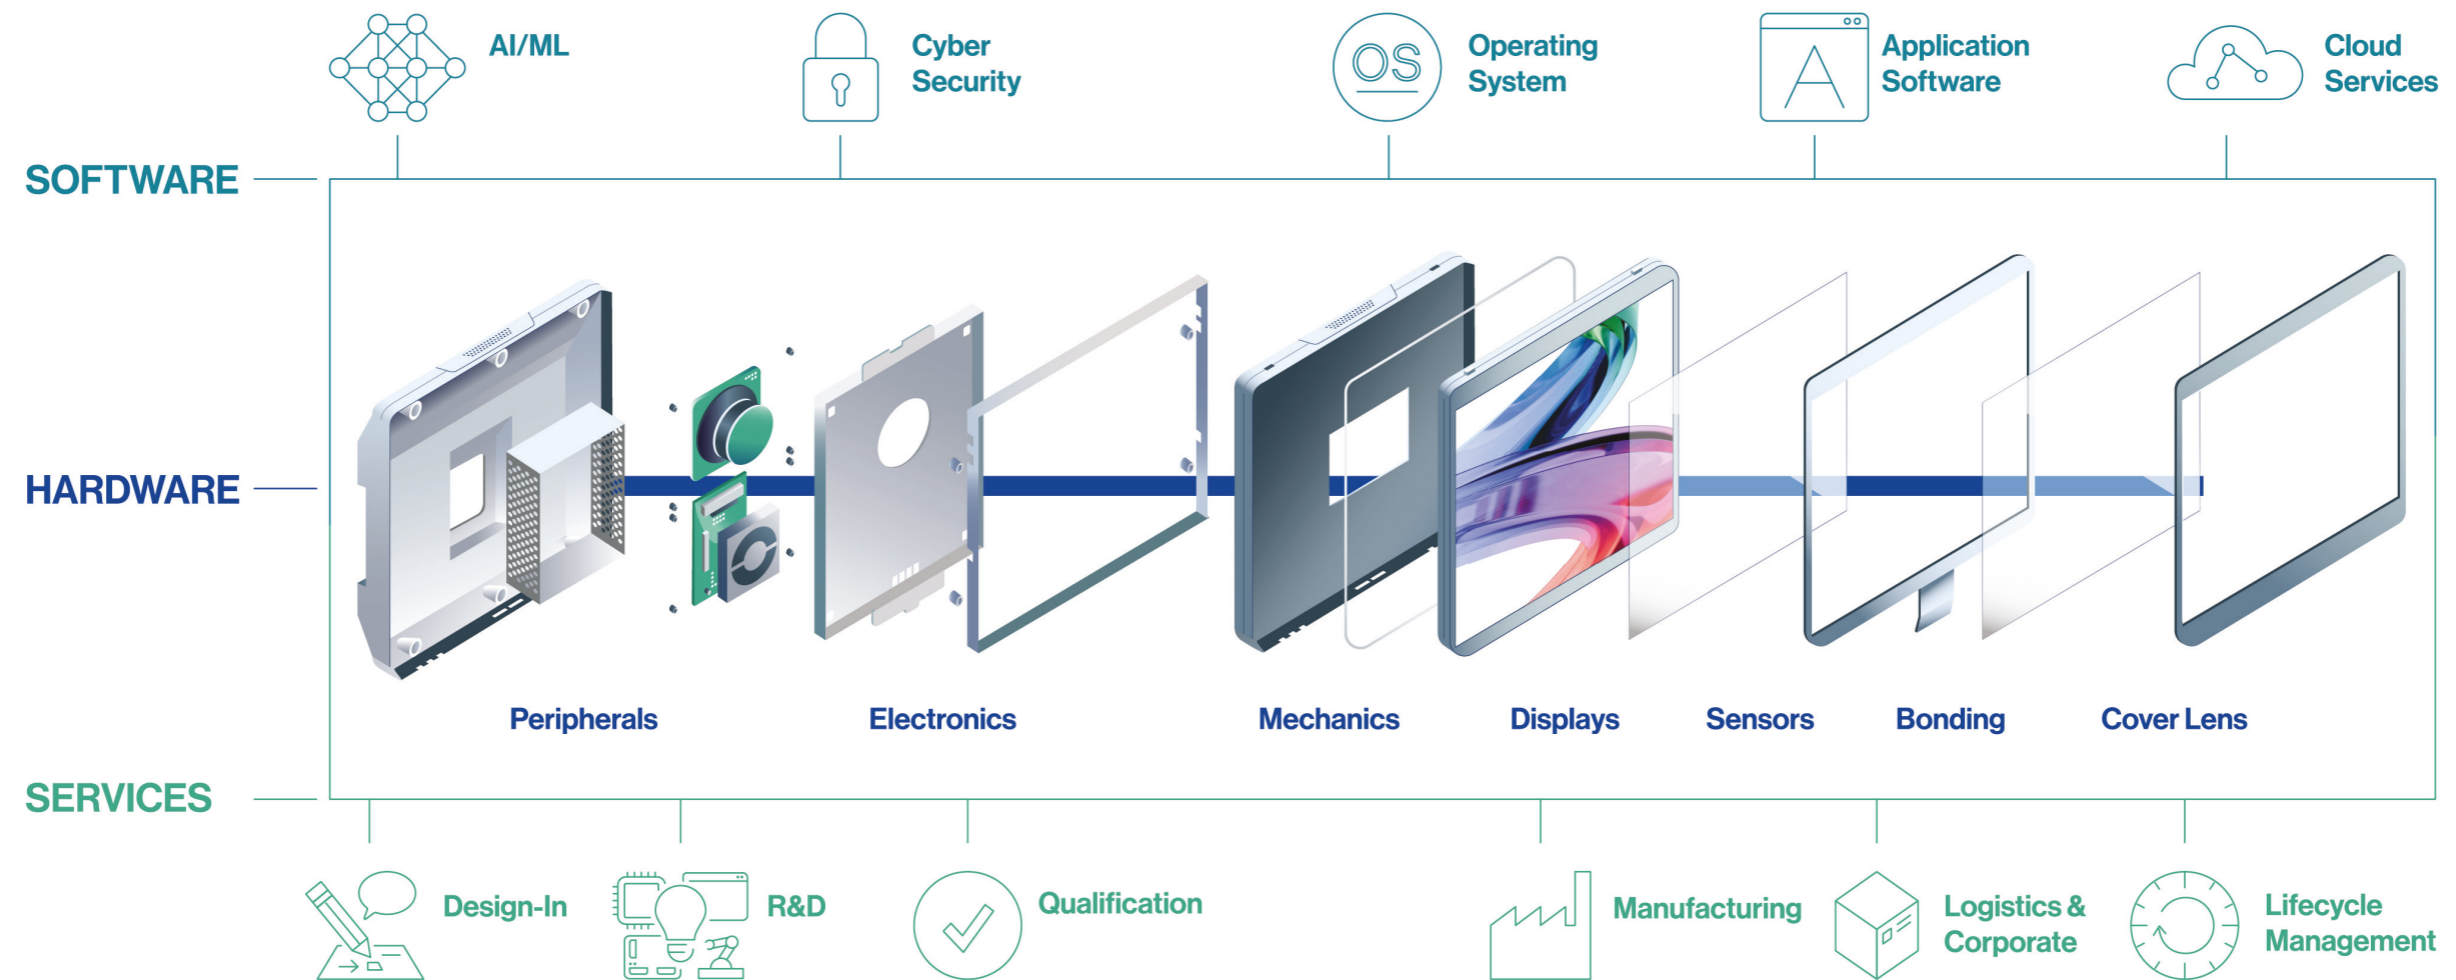 AI/ML
Cyber
Security
OS
Operating
System
A
Application
Software
Cloud
Services
SOFTWARE
HARDWARE
Peripherals
Electronics
Mechanics
Displays
Sensors
Bonding
Cover Lens
SERVICES
Design-In
R&D
Qualification
Manufacturing
Logistics &
Corporate
Lifecycle
Management